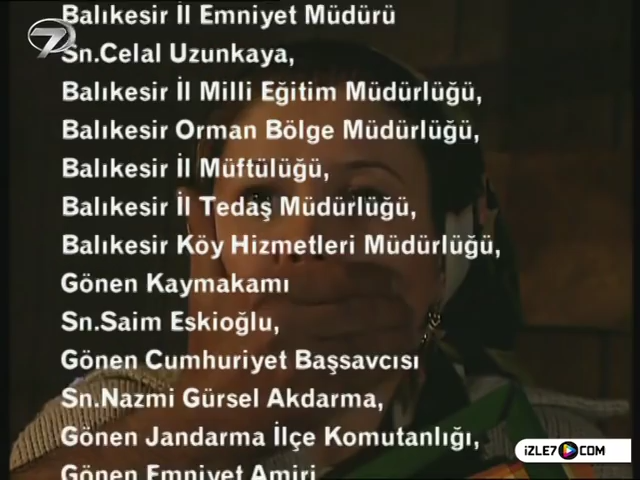 Balıkesir İl Emniyet Müdürü
7
Sn.Celal Uzunkaya,
Balıkesir İl Milli Eğitim Müdürlüğü,
Balıkesir Orman Bölge Müdürlüğü,
Balıkesir İl Müftülüğü,
Balıkesir İl Tedaş Müdürlüğü,
Balıkesir Köy Hizmetleri Müdürlüğü,
Gönen Kaymakamı
Sn.Saim Eskioğlu,
Gönen Cumhuriyet Başsavcısı
Sn.Nazmi Gürsel Akdarma,
Gönen Jandarma İlçe Komutanlığı,
iZLE7 COM
Gönen Emniyet Amiri